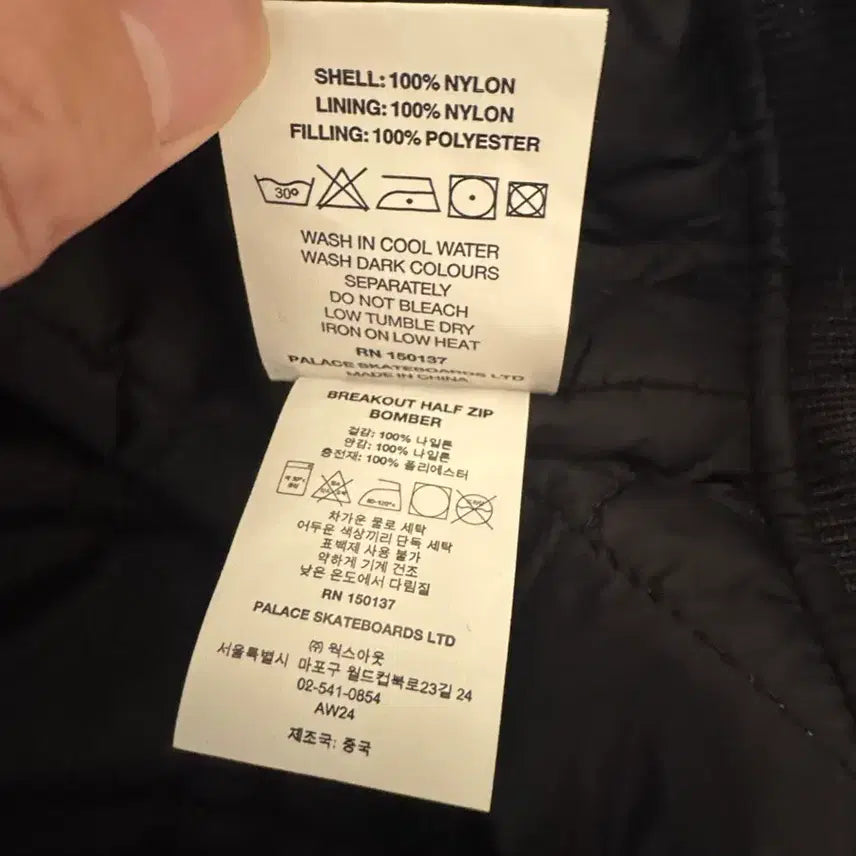 SHELL: 100% NYLON
LINING: 100% NYLON
FILLING: 100% POLYESTER
30°
WASH IN COOL WATER
WASH DARK COLOURS
SEPARATELY
DO NOT BLEACH
LOW TUMBLE DRY
IRON ON LOW HEAT
RN 150137
PALACE SKATEBOARDS LTD
MADE IN CHINA
BREAKOUT HALF ZIP
BOMBER
겉감: 100% 나일론
안감: 100% 나일론
충전재: 100% 폴리에스터
80-120°C
차가운 물로 세탁
어두운 색상끼리 단독 세탁
표백제 사용 불가
약하게 기계 건조
낮은 온도에서 다림질
RN 150137
PALACE SKATEBOARDS LTD
㈜ 웍스아웃
서울특별시 마포구 월드컵북로23길 24
02-541-0854
AW24
제조국: 중국